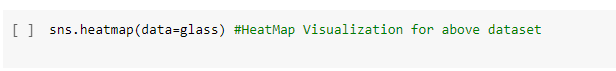 [ ] sns.heatmap(data=glass) #HeatMap Visualization for above dataset